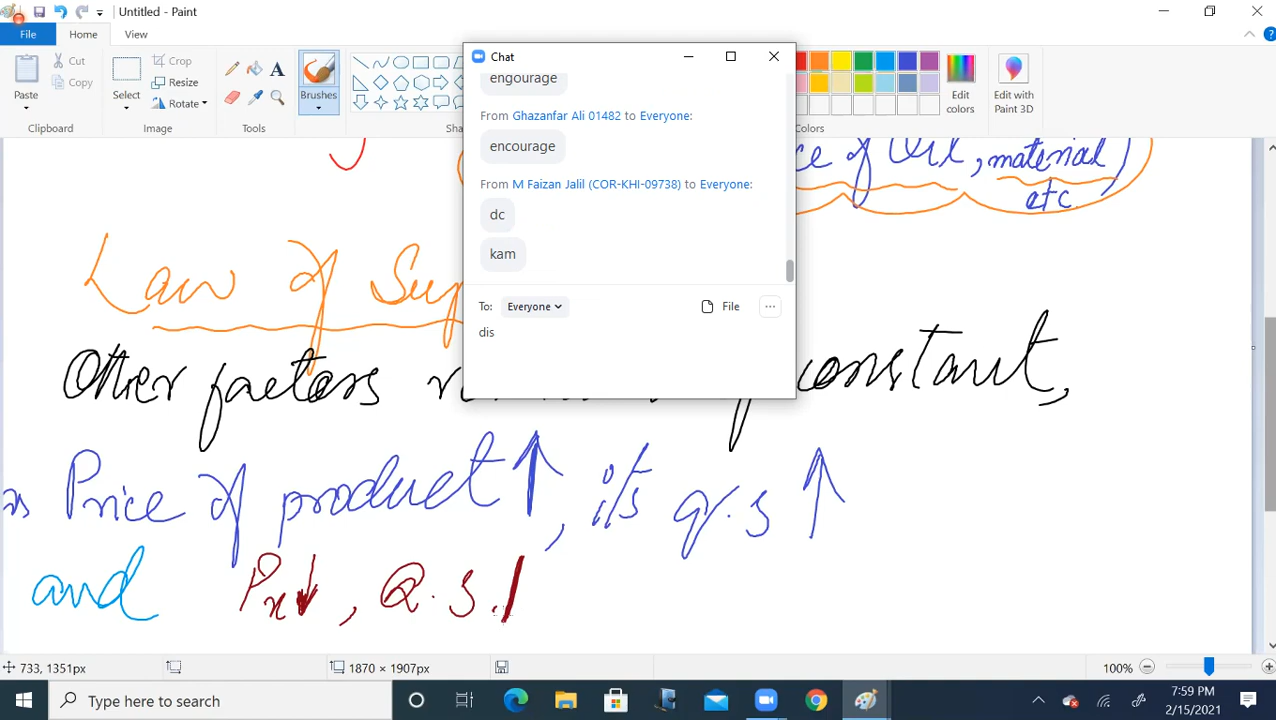 Untitled - Paint
File Home View
Paste Cut Copy
Select Crop Resize Rotate
Brushes
Edit colors
Edit with Paint 3D
Clipboard Image Tools Colors
Chat
engourage
From Ghazanfar Ali 01482 to Everyone:
encourage
From M Faizan Jalil (COR-KHI-09738) to Everyone:
dc
kam
To: Everyone File ...
dis
of Oil, material)
etc.
Law of
Other factors constant,
Price of product ↑, its q.s ↑
and Px↓, Q.S.
733, 1351px 1870 × 1907px 100%
Type here to search
7:59 PM
2/15/2021